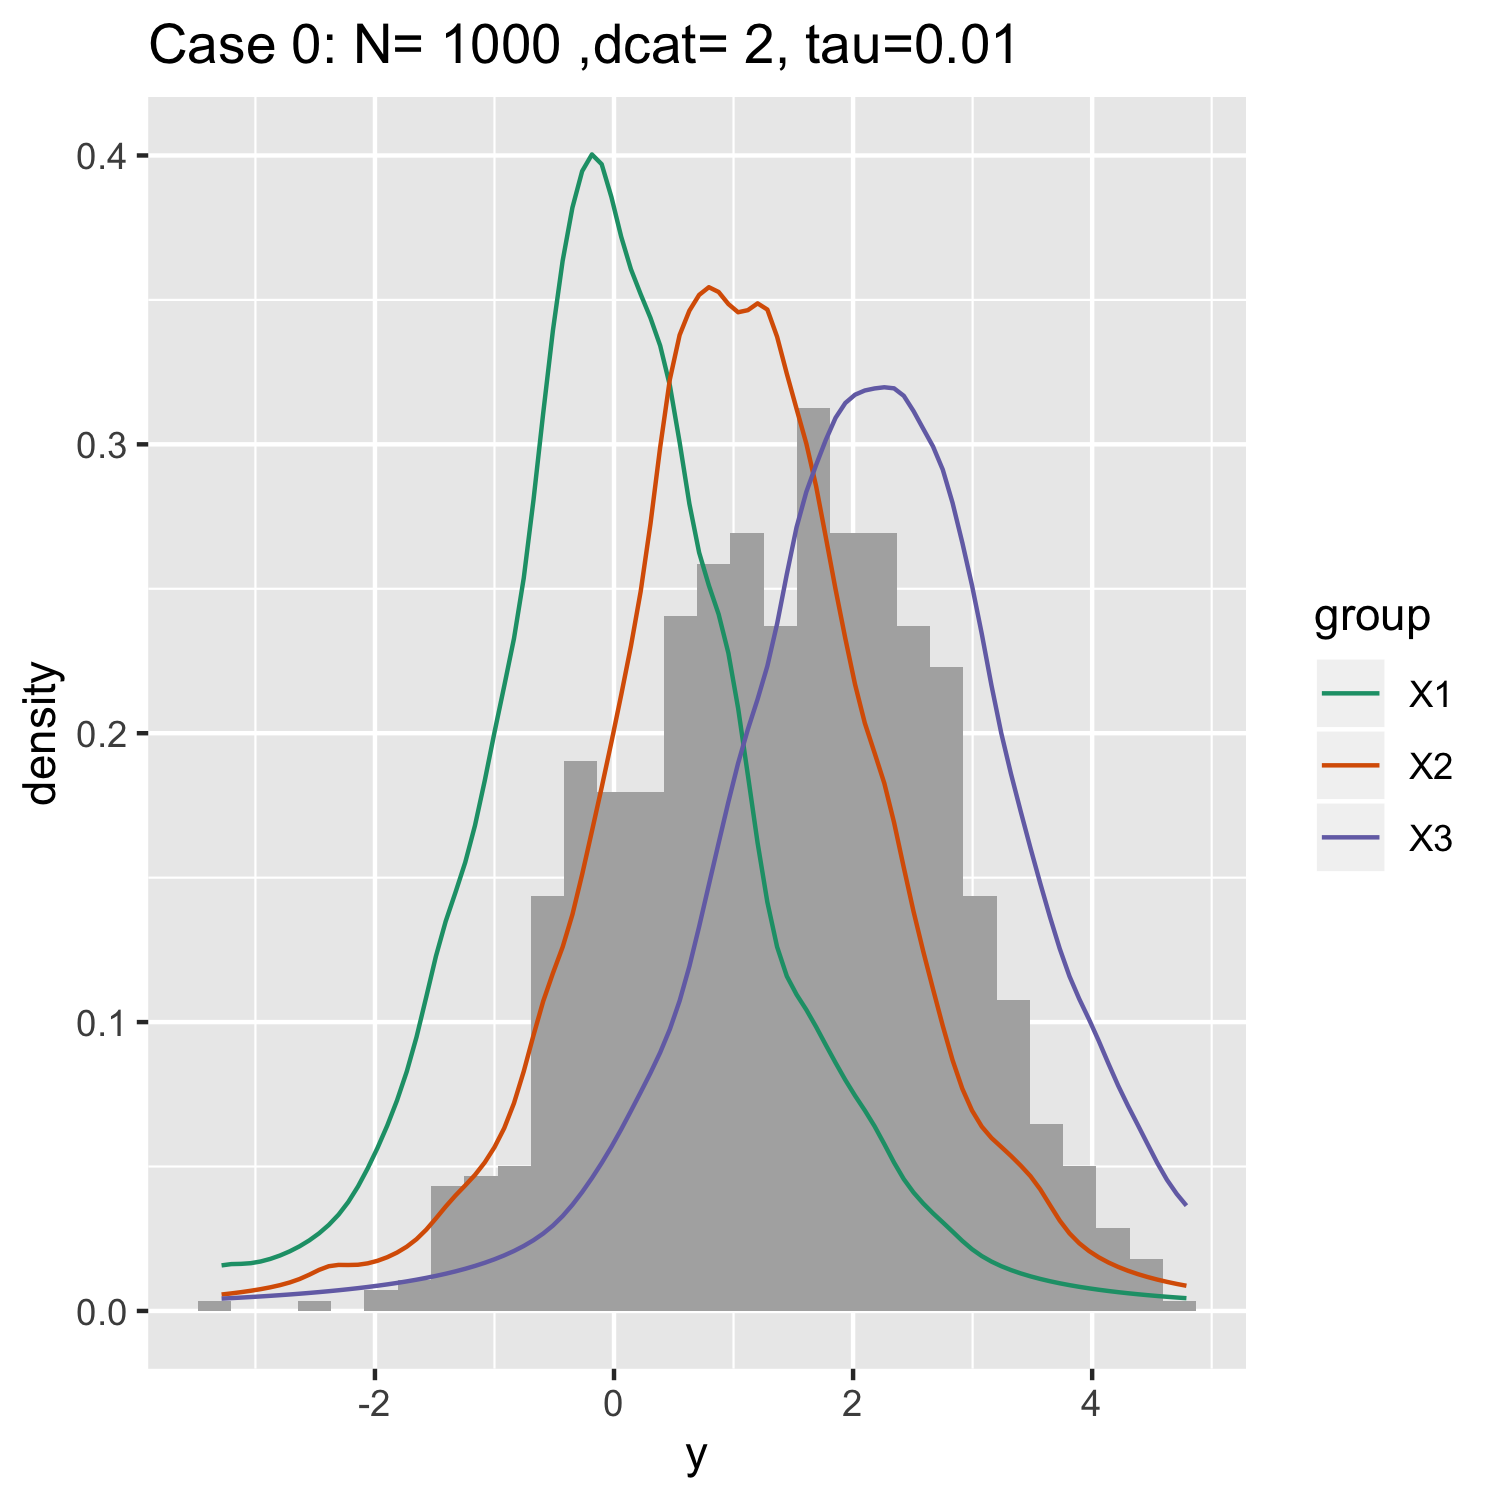 Case 0: N= 1000 ,dcat= 2, tau=0.01
0.4
0.3
0.2
0.1
0.0
density
-2
0
2
4
y
group
X1
X2
X3